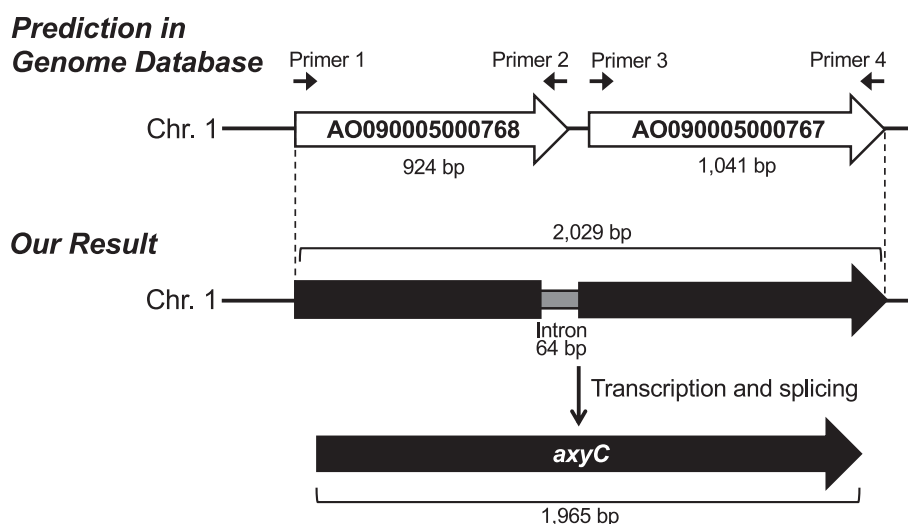 Prediction in
Genome Database
Primer 1
Primer 2
Primer 3
Primer 4
Chr. 1
AO090005000768
AO090005000767
924 bp
1,041 bp
Our Result
2,029 bp
Chr. 1
Intron
64 bp
Transcription and splicing
axyC
1,965 bp